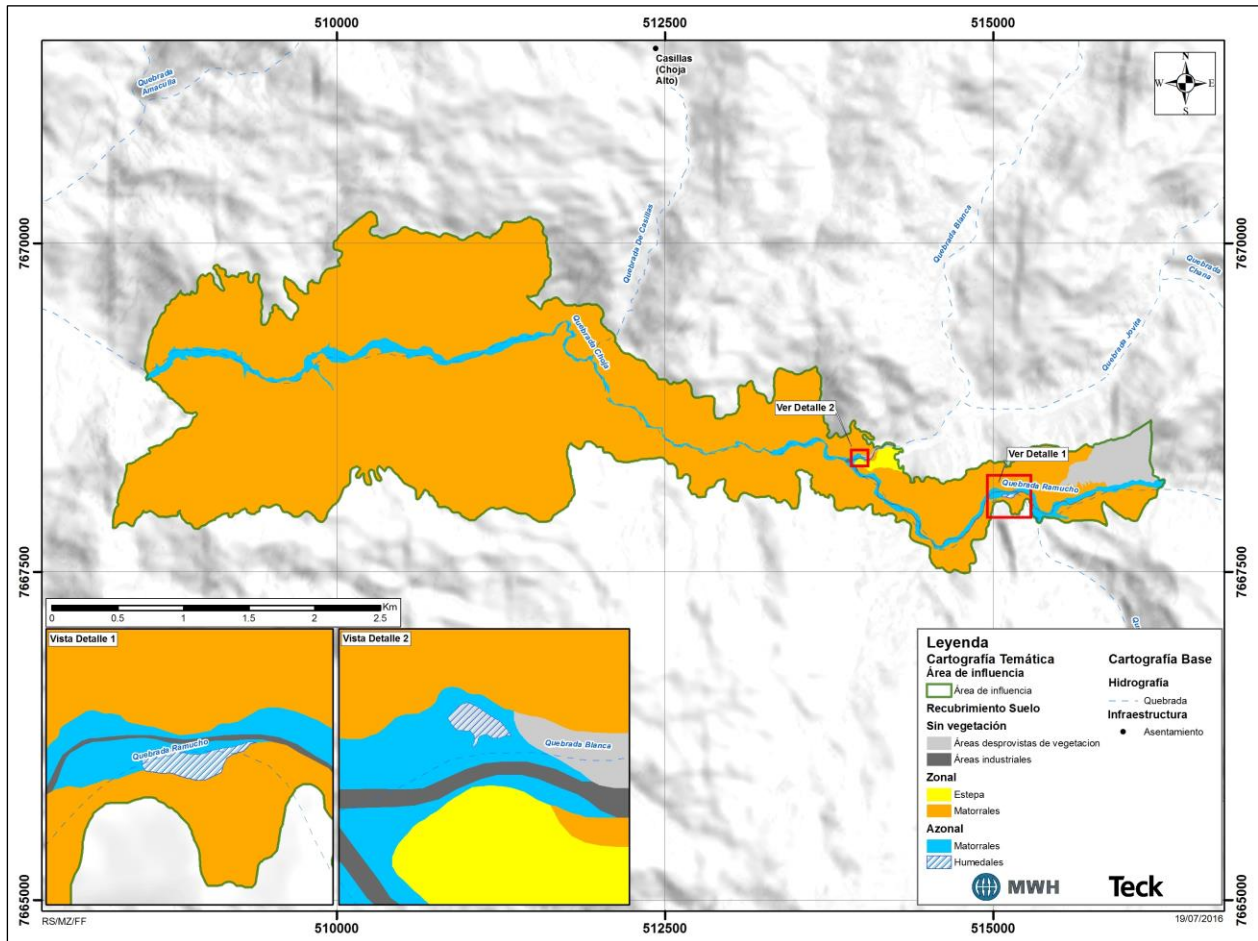 510000
512500
515000
Casillas
(Choja
Alto)
N
W
E
S
Quebrada
Amaculla
7670000
7670000
Quebrada De Casillas
Quebrada Blanca
Quebrada
Chana
Quebrada Jovita
Quebrada Choja
Ver Detalle 2
Ver Detalle 1
Quebrada Ramucho
7667500
7667500
Km
0
0.5
1
1.5
2
2.5
Vista Detalle 1
Quebrada Ramucho
Vista Detalle 2
Quebrada Blanca
Leyenda
Cartografía Temática
Área de influencia
Área de influencia
Recubrimiento Suelo
Sin vegetación
Áreas desprovistas de vegetacion
Áreas industriales
Zonal
Estepa
Matorrales
Azonal
Matorrales
Humedales
Cartografía Base
Hidrografía
Quebrada
Infraestructura
Asentamiento
MWH
Teck
7665000
7665000
RS/MZ/FF
19/07/2016
510000
512500
515000